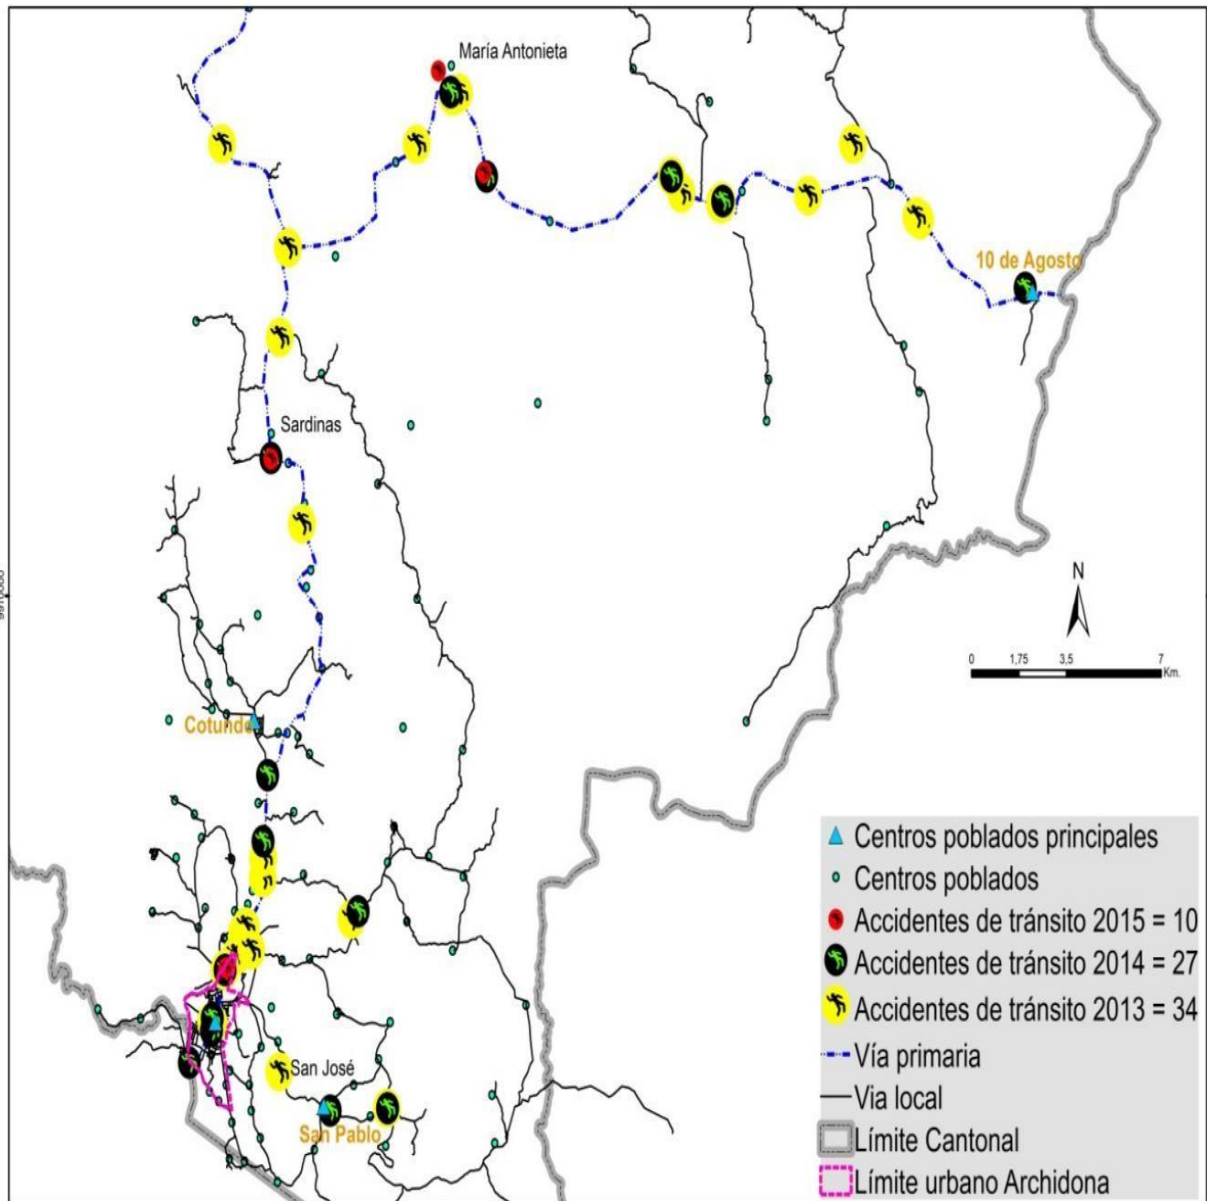 María Antonieta
10 de Agosto
Sardinas
N
0 1,75 3,5 7
Km.
Cotundo
Centros poblados principales
Centros poblados
Accidentes de tránsito 2015 = 10
Accidentes de tránsito 2014 = 27
Accidentes de tránsito 2013 = 34
Vía primaria
Via local
Límite Cantonal
Límite urbano Archidona
San José
San Pablo